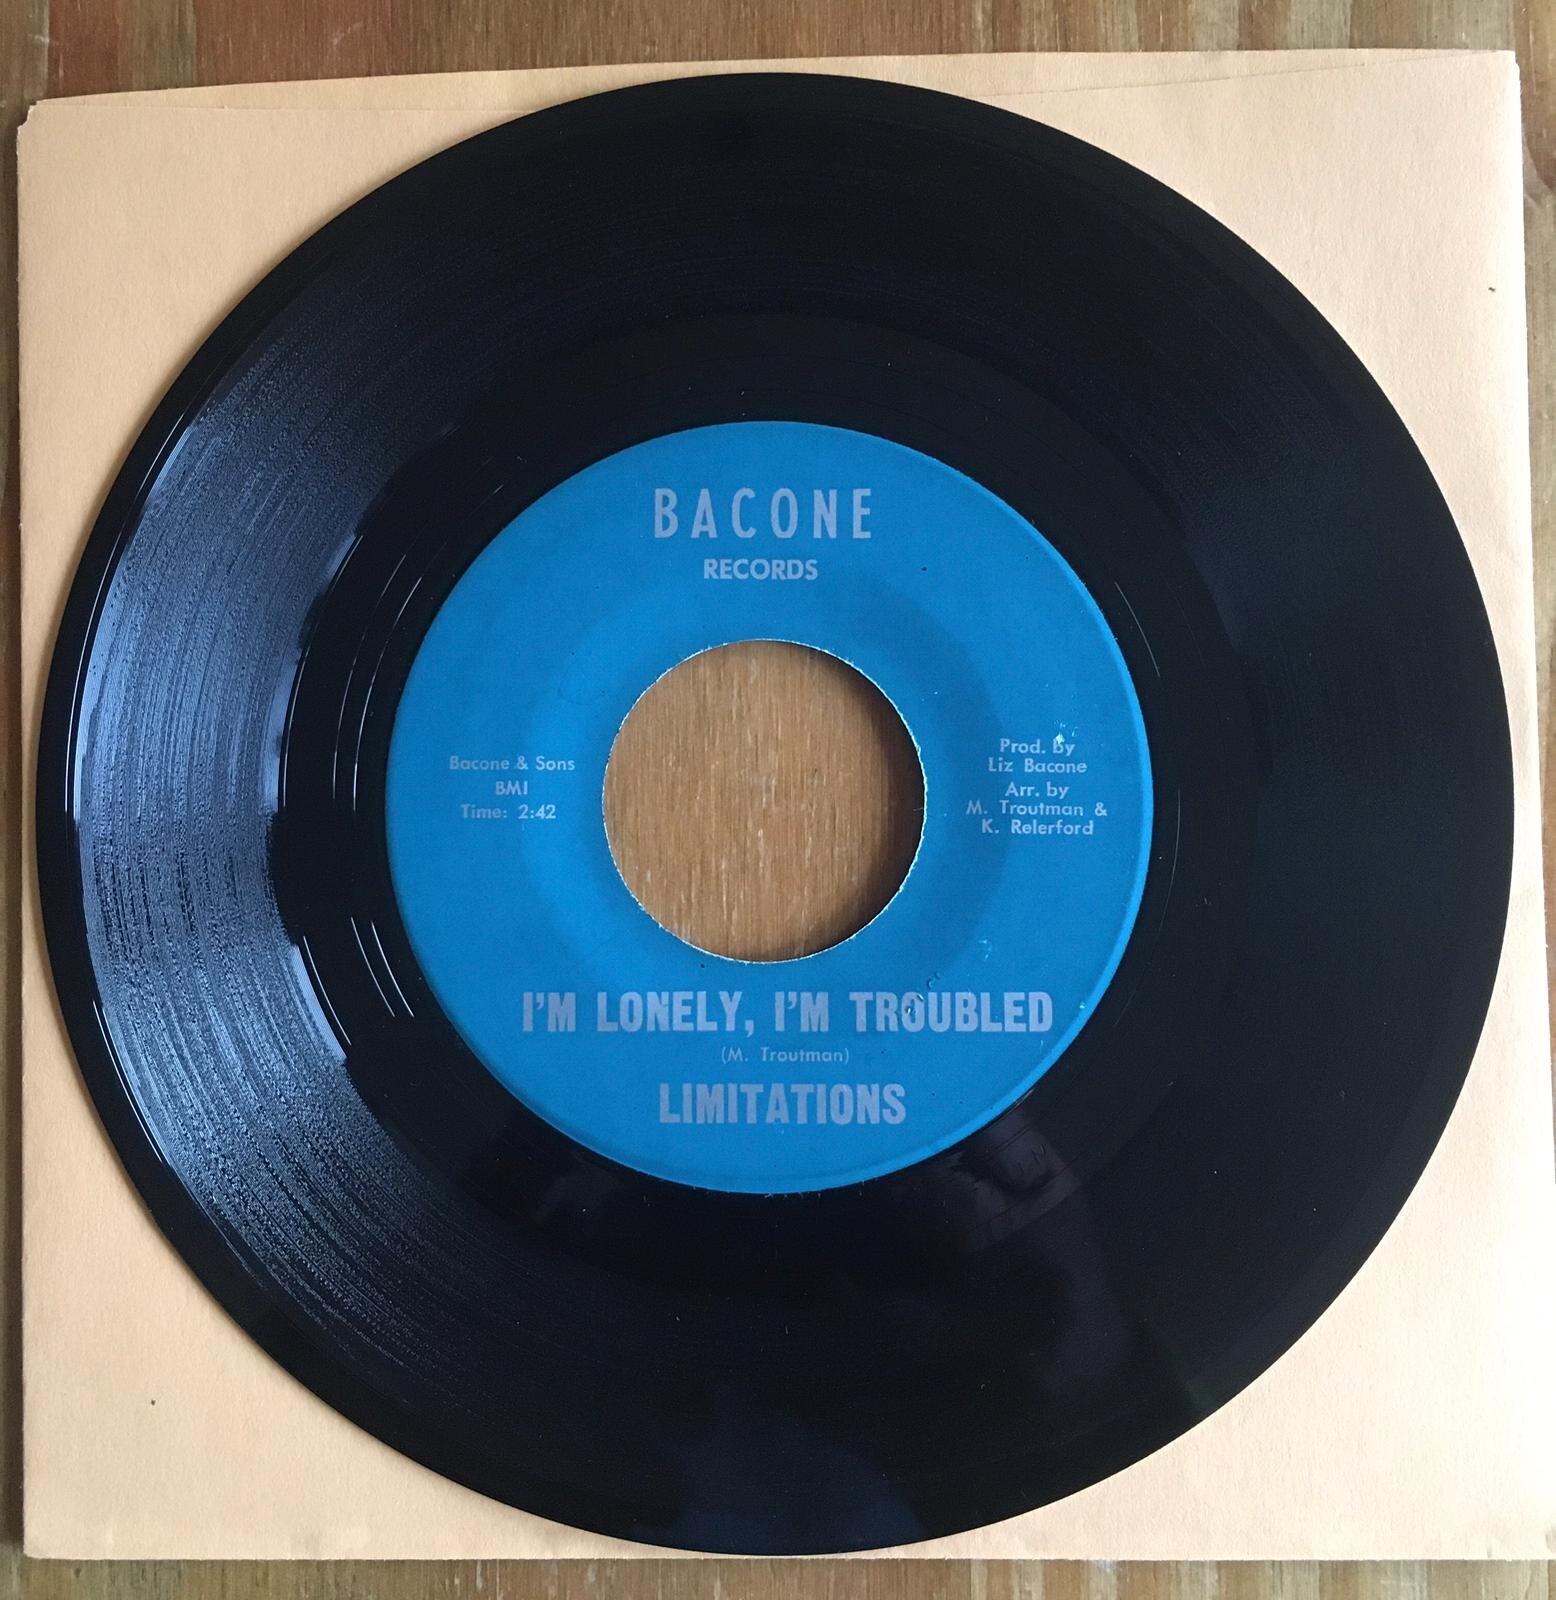 BACONE
RECORDS
Bacone & Sons
BMI
Time: 2:42
Prod. By
Liz Bacone
Arr. by
M. Troutman &
K. Relerford
I'M LONELY, I'M TROUBLED
(M. Troutman)
LIMITATIONS